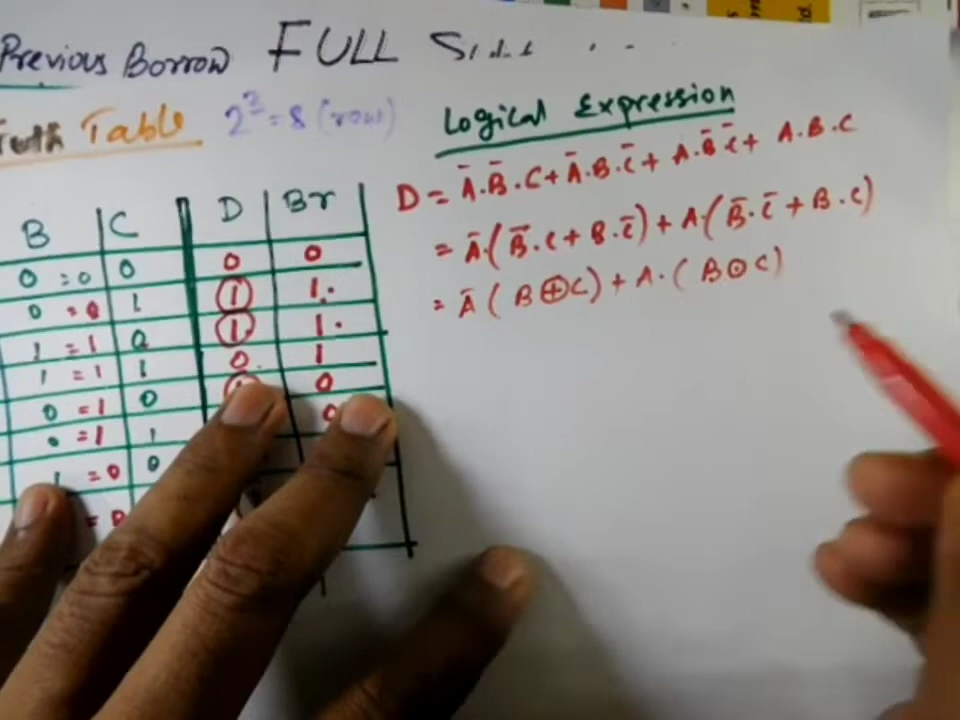 Previous Borrow FULL
Table 2³ = 8 (row)
Logical Expression
D = A̅.B̅.C + A̅.B.C̅ + A.B̅ C̅ + A.B.C
= A̅.(B̅.C + B.C̅) + A.(B̅.C̅ + B.C)
= A̅ ( B⊕C) + A.( B⊙C)
B C D Br
0 =0 0 0 0
0 =0 1 1 1.
1 =1 0 1. 1.
1 =1 1 0. 1
0 =1 0 0
0 =1 1 0
1 =0 0